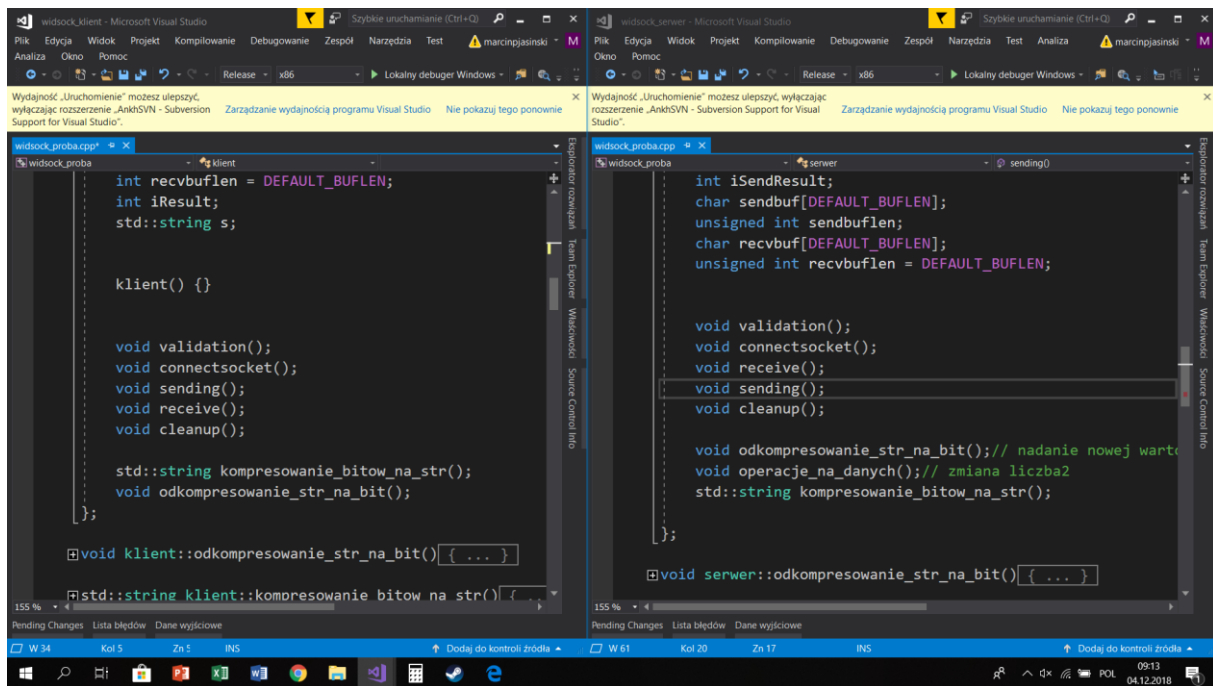 widsock_klient - Microsoft Visual Studio
Szybkie uruchamianie (Ctrl+Q)
Plik Edycja Widok Projekt Kompilowanie Debugowanie Zespół Narzędzia Test marcinpjasinski M
Analiza Okno Pomoc
Release x86 Lokalny debuger Windows
Wydajność „Uruchomienie” możesz ulepszyć,
wyłączając rozszerzenie „AnkhSVN - Subversion Zarządzanie wydajnością programu Visual Studio Nie pokazuj tego ponownie
Support for Visual Studio”.
widsock_proba.cpp*
widsock_proba klient
int recvbuflen = DEFAULT_BUFLEN;
int iResult;
std::string s;
klient() {}
void validation();
void connectsocket();
void sending();
void receive();
void cleanup();
std::string kompresowanie_bitow_na_str();
void odkompresowanie_str_na_bit();
};
void klient::odkompresowanie_str_na_bit() { ... }
std::string klient::kompresowanie_bitow_na_str() { ..
155 %
Pending Changes Lista błędów Dane wyjściowe
W 34 Kol 5 INS Dodaj do kontroli źródła
Eksplorator rozwiązań
Team Explorer
Właściwości
Source Control Info
widsock_serwer - Microsoft Visual Studio
Szybkie uruchamianie (Ctrl+Q)
Plik Edycja Widok Projekt Kompilowanie Debugowanie Zespół Narzędzia Test Analiza marcinpjasinski M
Okno Pomoc
Release x86 Lokalny debuger Windows
Wydajność „Uruchomienie” możesz ulepszyć, wyłączając
rozszerzenie „AnkhSVN - Subversion Support for Visual Zarządzanie wydajnością programu Visual Studio Nie pokazuj tego ponownie
Studio”.
widsock_proba.cpp
widsock_proba serwer sending()
int iSendResult;
char sendbuf[DEFAULT_BUFLEN];
unsigned int sendbuflen;
char recvbuf[DEFAULT_BUFLEN];
unsigned int recvbuflen = DEFAULT_BUFLEN;
void validation();
void connectsocket();
void receive();
void sending();
void cleanup();
void odkompresowanie_str_na_bit();// nadanie nowej warto
void operacje_na_danych();// zmiana liczba2
std::string kompresowanie_bitow_na_str();
};
void serwer::odkompresowanie_str_na_bit() { ... }
155 %
Pending Changes Lista błędów Dane wyjściowe
W 61 Kol 20 Zn 17 INS Dodaj do kontroli źródła
Eksplorator rozwiązań
Team Explorer
Właściwości
Source Control Info
POL
09:13
04.12.2018